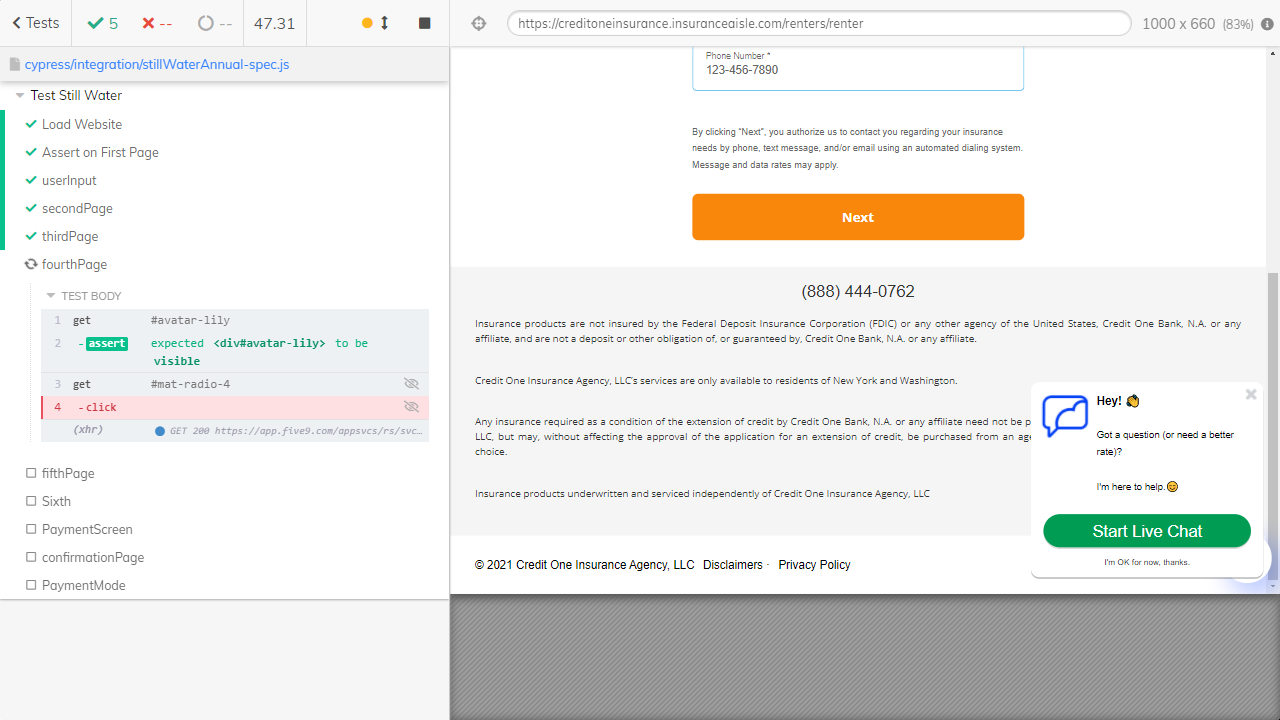 Tests
5
--
--
47.31
https://creditoneinsurance.insuranceaisle.com/renters/renter
1000 x 660 (83%)
cypress/integration/stillWaterAnnual-spec.js
Test Still Water
Load Website
Assert on First Page
userInput
secondPage
thirdPage
fourthPage
TEST BODY
1 get #avatar-lily
2 -assert expected <div#avatar-lily> to be
visible
3 get #mat-radio-4
4 -click
(xhr) GET 200 https://app.five9.com/appsvcs/rs/svc…
fifthPage
Sixth
PaymentScreen
confirmationPage
PaymentMode
Phone Number *
123-456-7890
By clicking “Next”, you authorize us to contact you regarding your insurance
needs by phone, text message, and/or email using an automated dialing system.
Message and data rates may apply.
Next
(888) 444-0762
Insurance products are not insured by the Federal Deposit Insurance Corporation (FDIC) or any other agency of the United States, Credit One Bank, N.A. or any
affiliate, and are not a deposit or other obligation of, or guaranteed by, Credit One Bank, N.A. or any affiliate.
Credit One Insurance Agency, LLC's services are only available to residents of New York and Washington.
Any insurance required as a condition of the extension of credit by Credit One Bank, N.A. or any affiliate need not be p
LLC, but may, without affecting the approval of the application for an extension of credit, be purchased from an age
choice.
Insurance products underwritten and serviced independently of Credit One Insurance Agency, LLC
© 2021 Credit One Insurance Agency, LLC Disclaimers · Privacy Policy
Hey! 👏
Got a question (or need a better
rate)?
I'm here to help.😊
Start Live Chat
I'm OK for now, thanks.